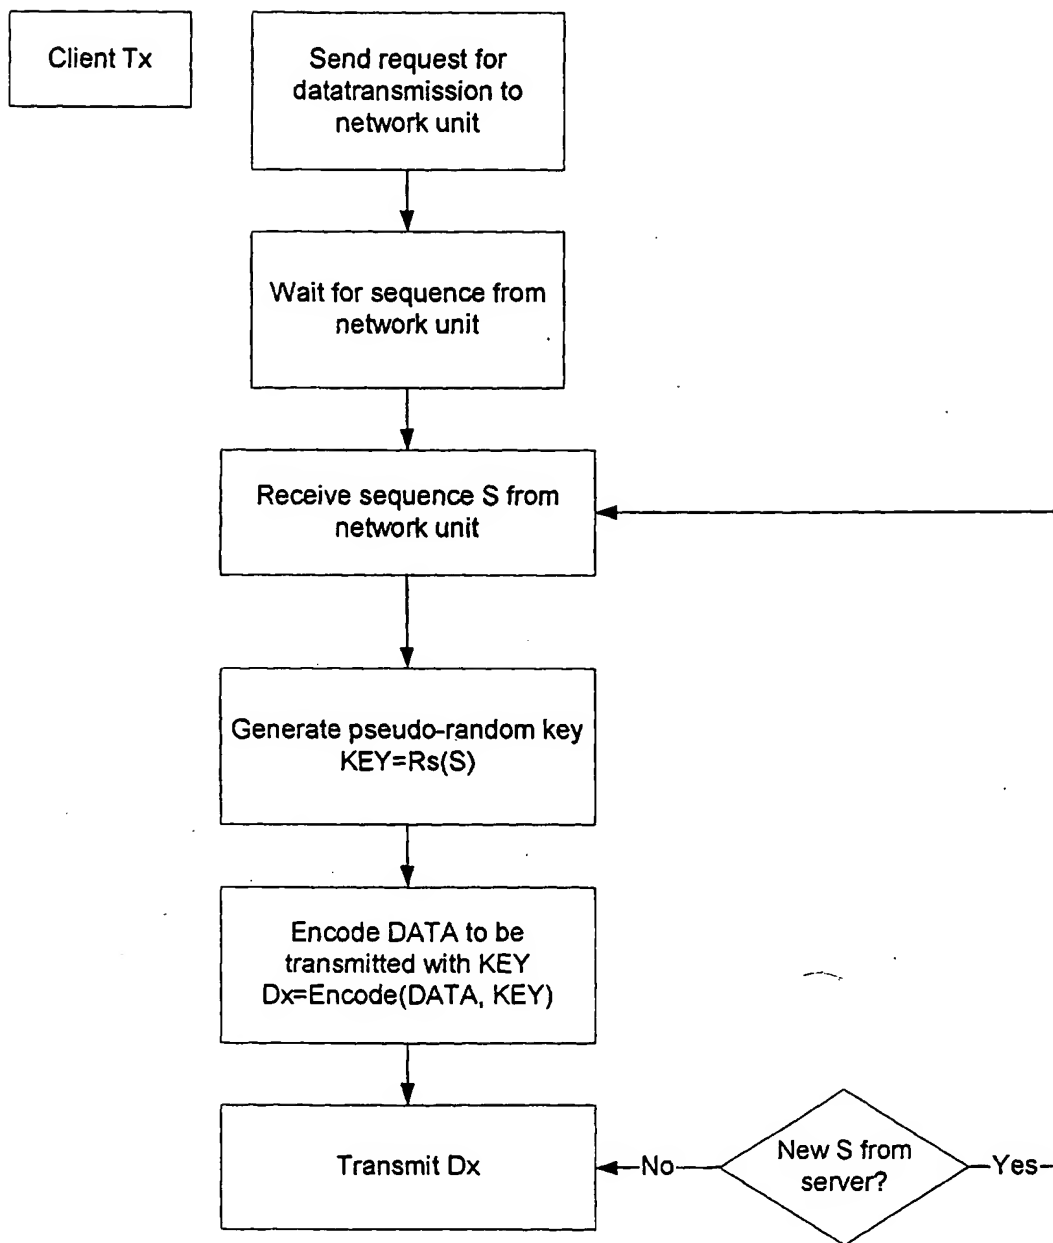 Client Tx
Send request for
datatransmission to
network unit
Wait for sequence from
network unit
Receive sequence S from
network unit
Generate pseudo-random key
KEY=Rs(S)
Encode DATA to be
transmitted with KEY
Dx=Encode(DATA, KEY)
Transmit Dx
No
New S from
server?
Yes